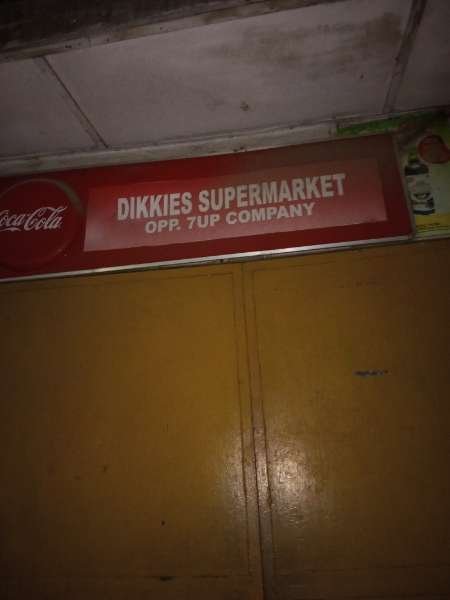 Coca-Cola
DIKKIES SUPERMARKET
OPP. 7UP COMPANY